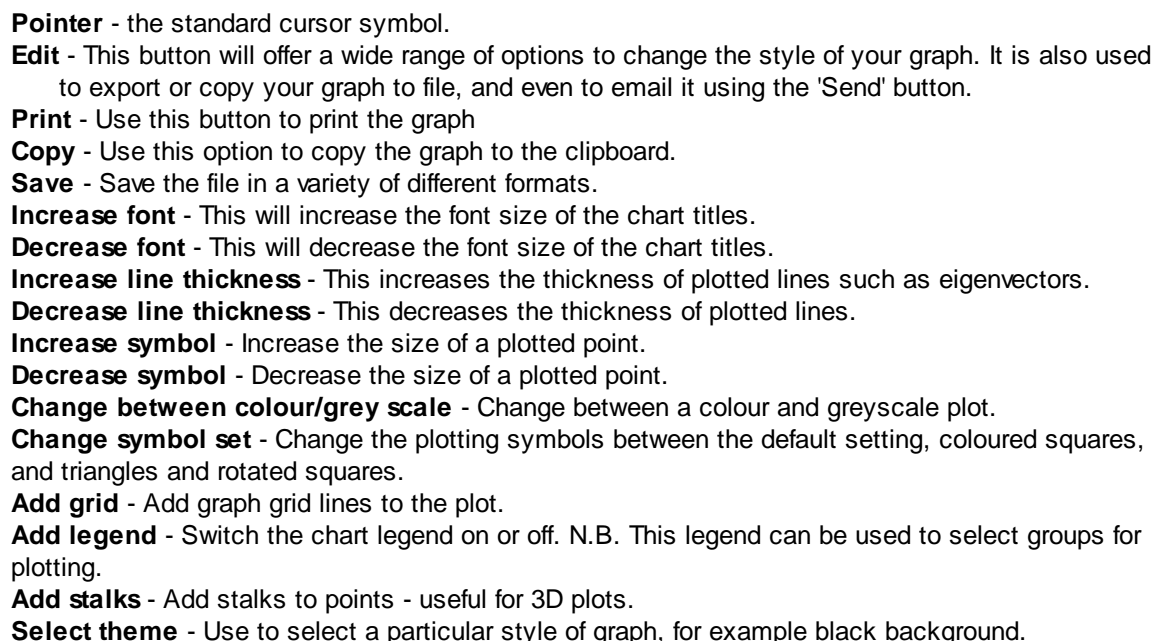 Pointer - the standard cursor symbol.
Edit - This button will offer a wide range of options to change the style of your graph. It is also used
to export or copy your graph to file, and even to email it using the 'Send' button.
Print - Use this button to print the graph
Copy - Use this option to copy the graph to the clipboard.
Save - Save the file in a variety of different formats.
Increase font - This will increase the font size of the chart titles.
Decrease font - This will decrease the font size of the chart titles.
Increase line thickness - This increases the thickness of plotted lines such as eigenvectors.
Decrease line thickness - This decreases the thickness of plotted lines.
Increase symbol - Increase the size of a plotted point.
Decrease symbol - Decrease the size of a plotted point.
Change between colour/grey scale - Change between a colour and greyscale plot.
Change symbol set - Change the plotting symbols between the default setting, coloured squares,
and triangles and rotated squares.
Add grid - Add graph grid lines to the plot.
Add legend - Switch the chart legend on or off. N.B. This legend can be used to select groups for
plotting.
Add stalks - Add stalks to points - useful for 3D plots.
Select theme - Use to select a particular style of graph, for example black background.